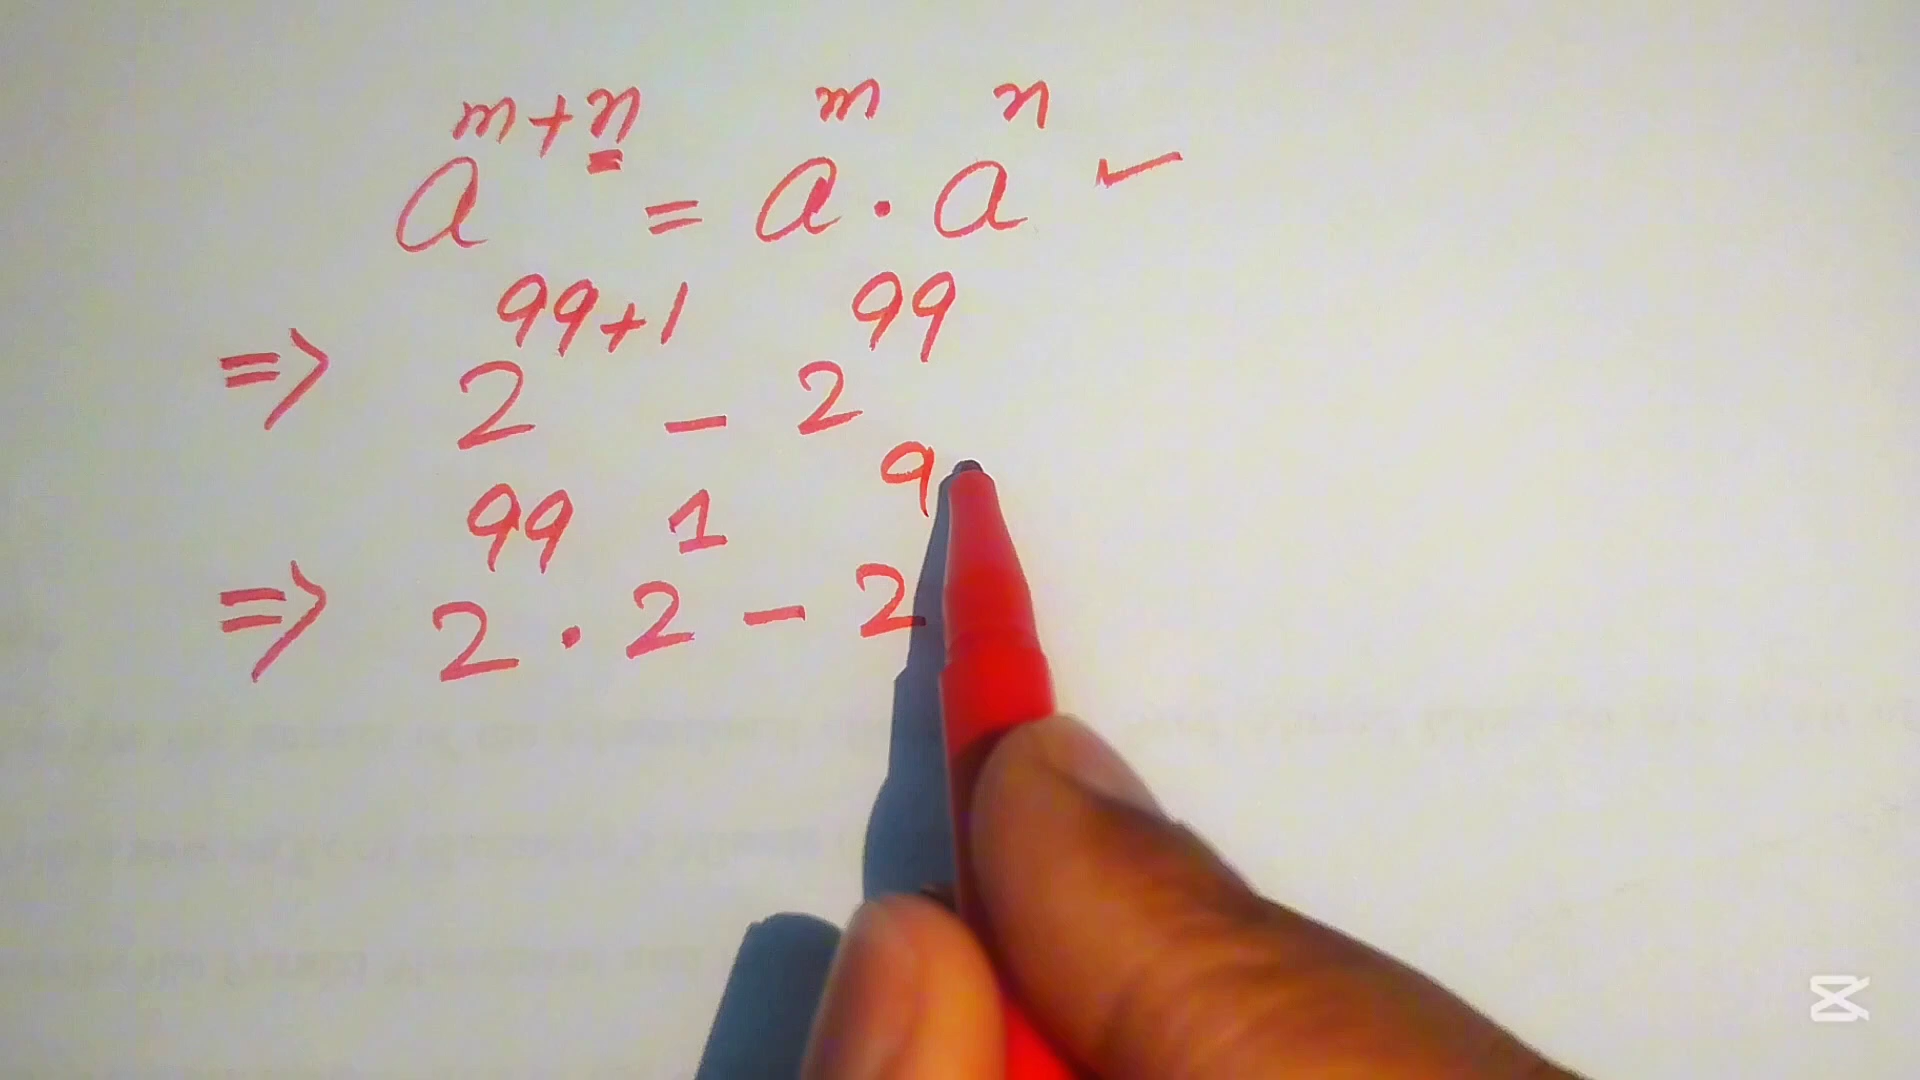 a^{m+n} = a^m · a^n ✓
=> 2^{99+1} - 2^{99}
=> 2^{99} · 2^1 - 2^9